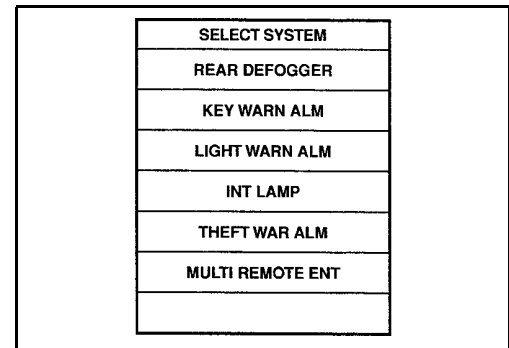 SELECT SYSTEM
REAR DEFOGGER
KEY WARN ALM
LIGHT WARN ALM
INT LAMP
THEFT WAR ALM
MULTI REMOTE ENT